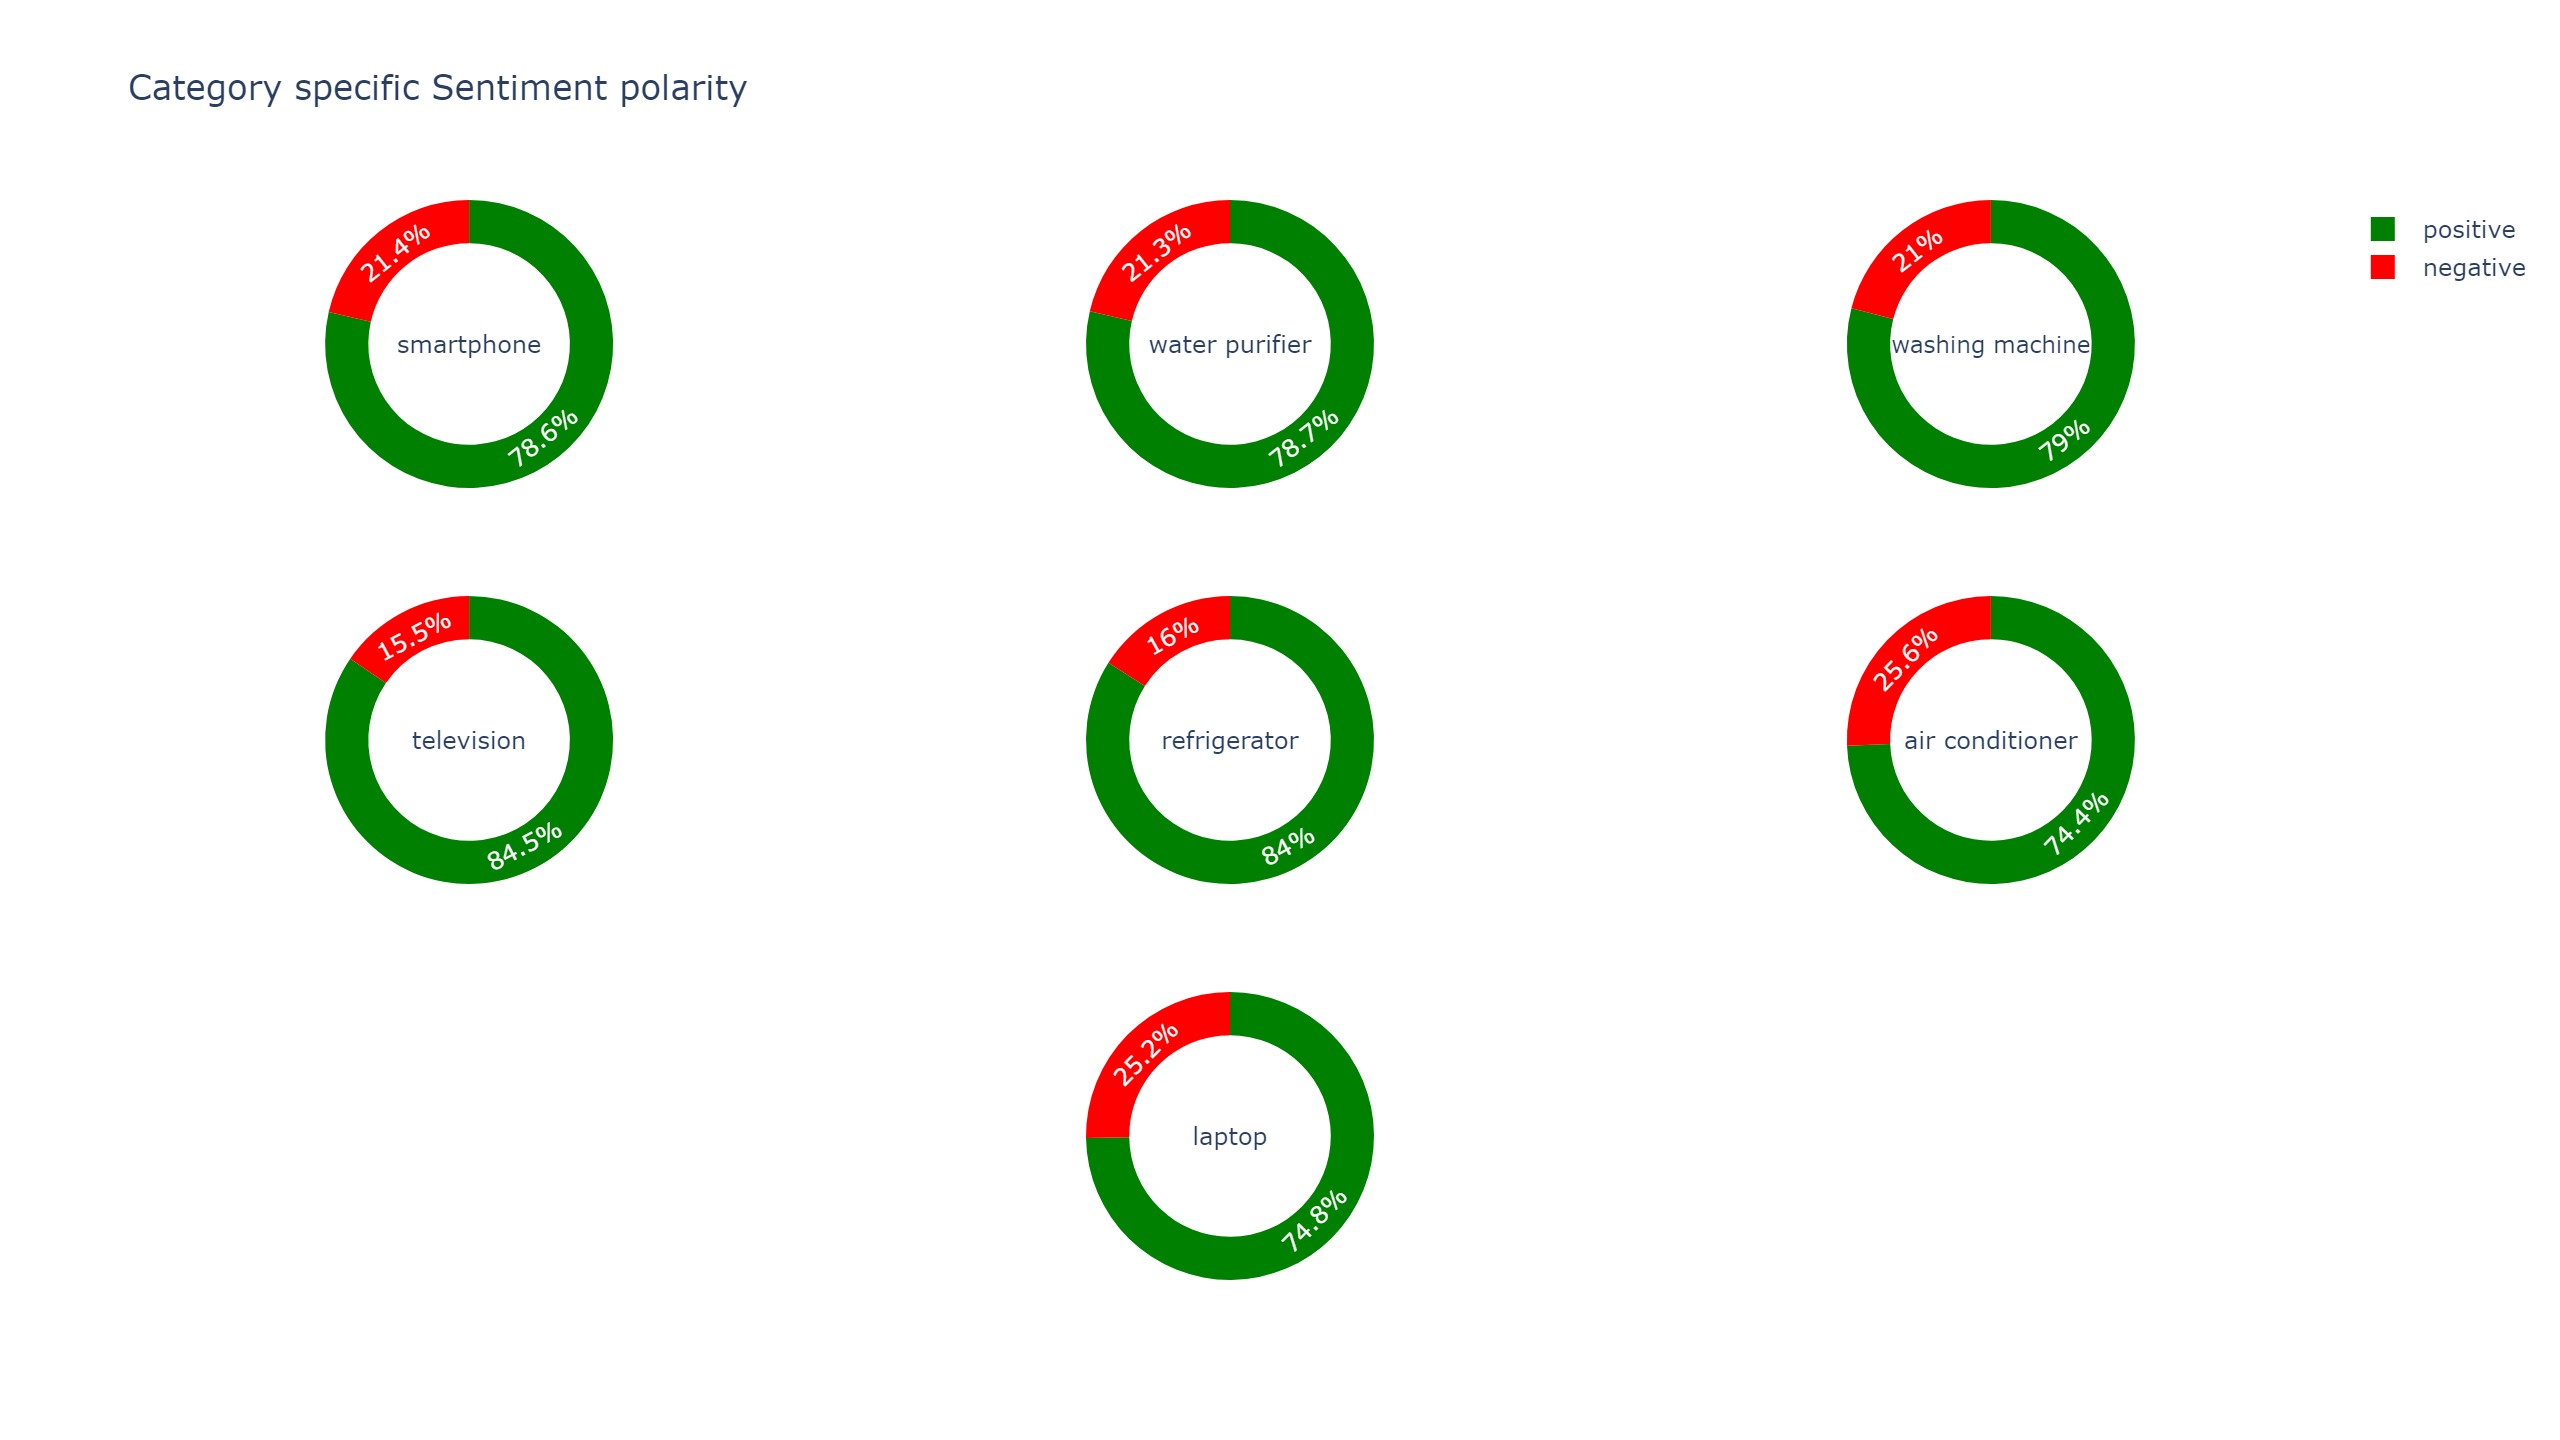 Category specific Sentiment polarity
positive
negative
21.4%
smartphone
78.6%
21.3%
water purifier
78.7%
21%
washing machine
79%
15.5%
television
84.5%
16%
refrigerator
84%
25.6%
air conditioner
74.4%
25.2%
laptop
74.8%